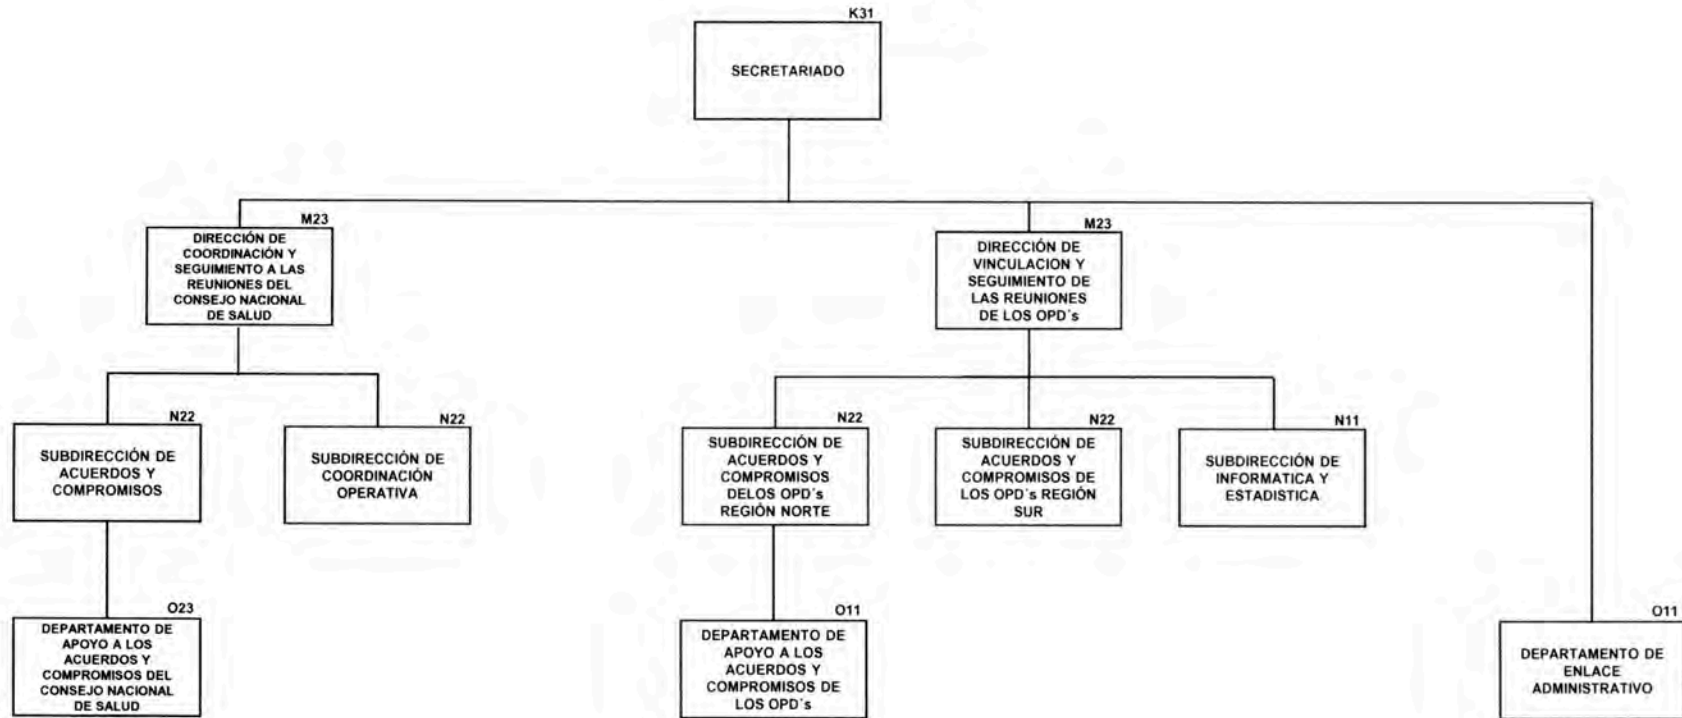 K31
SECRETARIADO
M23
DIRECCIÓN DE
COORDINACIÓN Y
SEGUIMIENTO A LAS
REUNIONES DEL
CONSEJO NACIONAL
DE SALUD
M23
DIRECCIÓN DE
VINCULACION Y
SEGUIMIENTO DE
LAS REUNIONES
DE LOS OPD´s
N22
SUBDIRECCIÓN DE
ACUERDOS Y
COMPROMISOS
N22
SUBDIRECCIÓN DE
COORDINACIÓN
OPERATIVA
N22
SUBDIRECCIÓN DE
ACUERDOS Y
COMPROMISOS
DELOS OPD´s
REGIÓN NORTE
N22
SUBDIRECCIÓN DE
ACUERDOS Y
COMPROMISOS DE
LOS OPD´s REGIÓN
SUR
N11
SUBDIRECCIÓN DE
INFORMATICA Y
ESTADISTICA
O23
DEPARTAMENTO DE
APOYO A LOS
ACUERDOS Y
COMPROMISOS DEL
CONSEJO NACIONAL
DE SALUD
O11
DEPARTAMENTO DE
APOYO A LOS
ACUERDOS Y
COMPROMISOS DE
LOS OPD´s
O11
DEPARTAMENTO DE
ENLACE
ADMINISTRATIVO